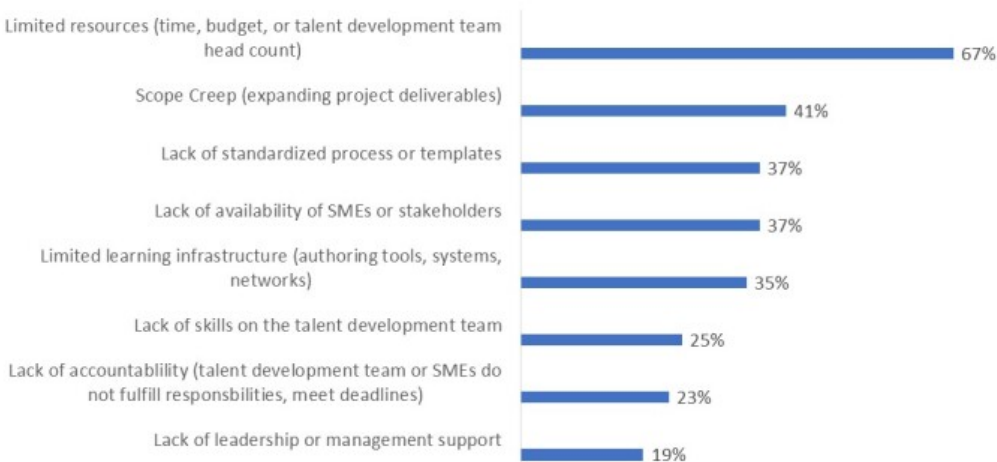 Limited resources (time, budget, or talent development team
head count)
67%
Scope Creep (expanding project deliverables)
41%
Lack of standardized process or templates
37%
Lack of availability of SMEs or stakeholders
37%
Limited learning infrastructure (authoring tools, systems,
networks)
35%
Lack of skills on the talent development team
25%
Lack of accountablility (talent development team or SMEs do
not fulfill responsbilities, meet deadlines)
23%
Lack of leadership or management support
19%